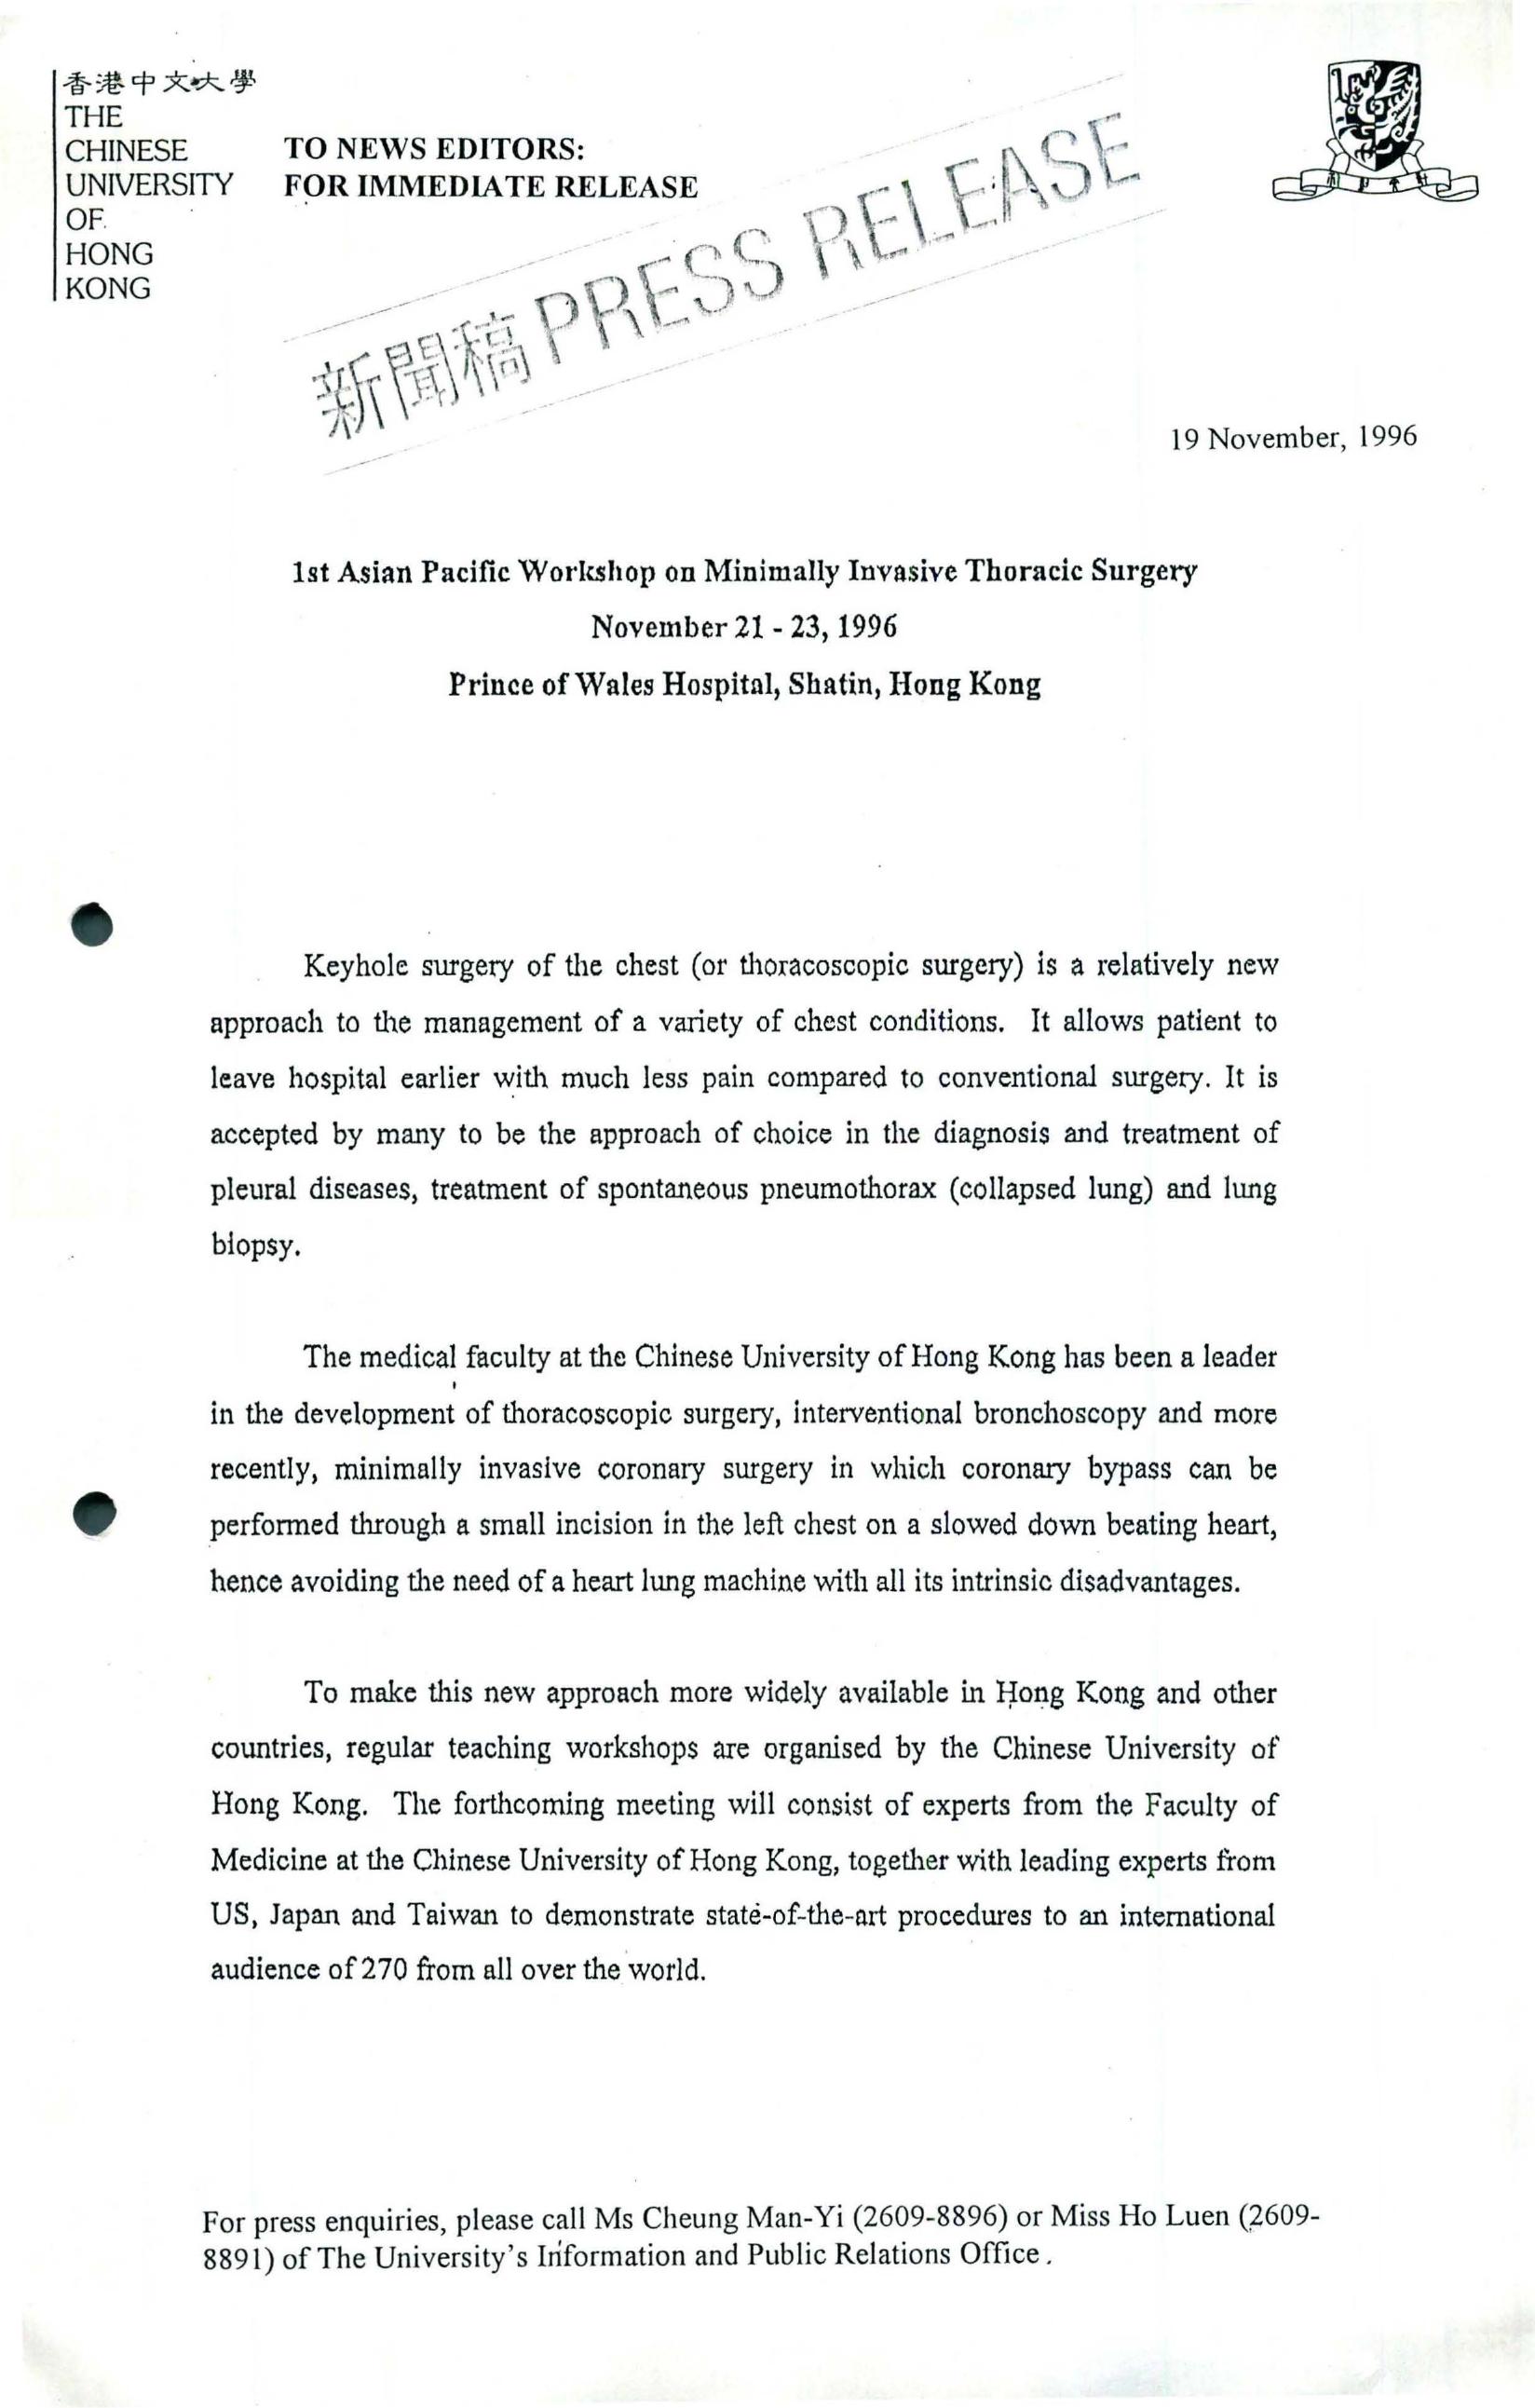 香港中文大學
THE
CHINESE
UNIVERSITY
OF
HONG
KONG
TO NEWS EDITORS:
FOR IMMEDIATE RELEASE
新聞稿 PRESS RELEASE
19 November, 1996
1st Asian Pacific Workshop on Minimally Invasive Thoracic Surgery
November 21 - 23, 1996
Prince of Wales Hospital, Shatin, Hong Kong
Keyhole surgery of the chest (or thoracoscopic surgery) is a relatively new
approach to the management of a variety of chest conditions. It allows patient to
leave hospital earlier with much less pain compared to conventional surgery. It is
accepted by many to be the approach of choice in the diagnosis and treatment of
pleural diseases, treatment of spontaneous pneumothorax (collapsed lung) and lung
biopsy.
The medical faculty at the Chinese University of Hong Kong has been a leader
in the development of thoracoscopic surgery, interventional bronchoscopy and more
recently, minimally invasive coronary surgery in which coronary bypass can be
performed through a small incision in the left chest on a slowed down beating heart,
hence avoiding the need of a heart lung machine with all its intrinsic disadvantages.
To make this new approach more widely available in Hong Kong and other
countries, regular teaching workshops are organised by the Chinese University of
Hong Kong. The forthcoming meeting will consist of experts from the Faculty of
Medicine at the Chinese University of Hong Kong, together with leading experts from
US, Japan and Taiwan to demonstrate state-of-the-art procedures to an international
audience of 270 from all over the world.
For press enquiries, please call Ms Cheung Man-Yi (2609-8896) or Miss Ho Luen (2609-
8891) of The University's Information and Public Relations Office.